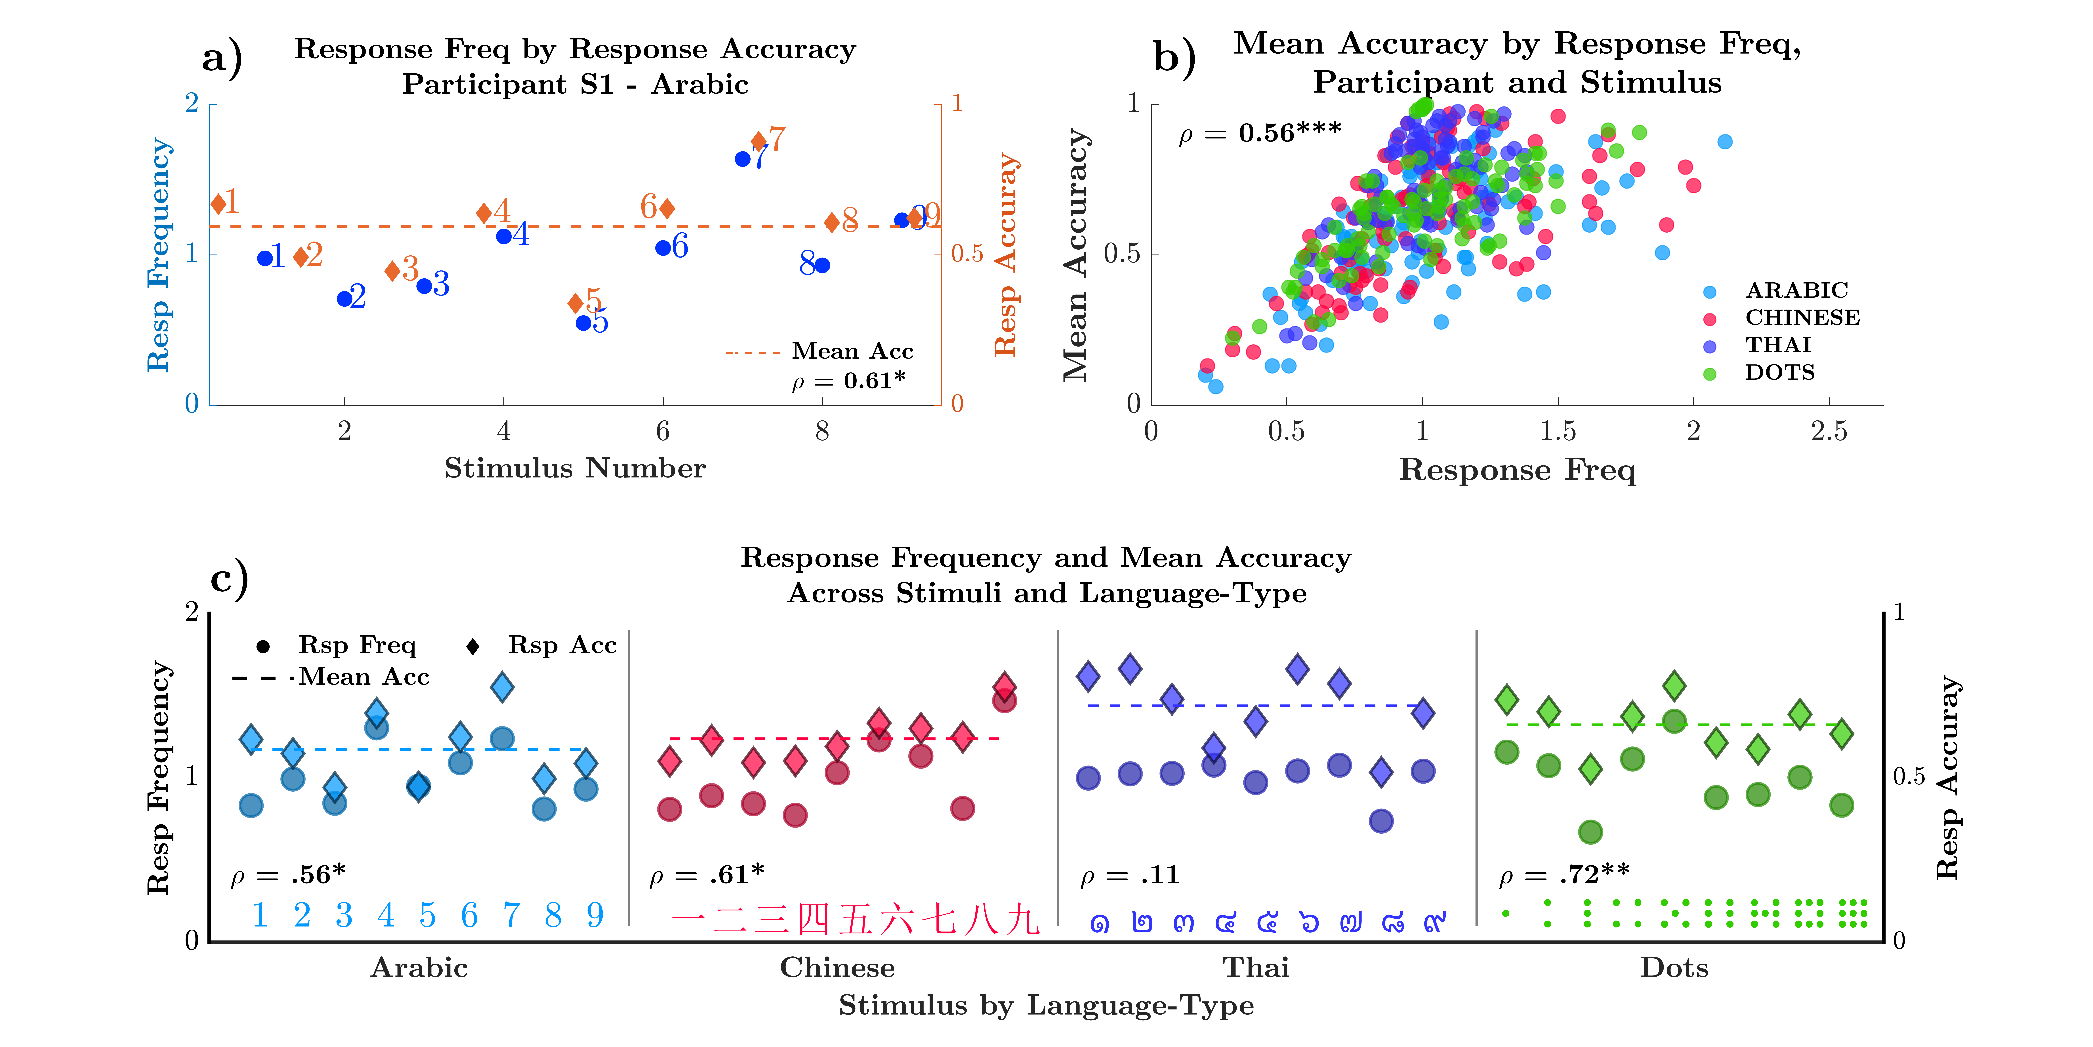 a)
Response Freq by Response Accuracy
Participant S1 - Arabic
Resp Frequency
2
1
0
1
0.5
0
Resp Accuray
1 2 3 4 5 6 7 8 9
1 2 3 4 5 6 7 8 9
Mean Acc
ρ = 0.61*
2 4 6 8
Stimulus Number
b)
Mean Accuracy by Response Freq,
Participant and Stimulus
Mean Accuracy
1
0.5
0
ρ = 0.56***
ARABIC
CHINESE
THAI
DOTS
0 0.5 1 1.5 2 2.5
Response Freq
c)
Response Frequency and Mean Accuracy
Across Stimuli and Language-Type
Resp Frequency
2
1
0
Rsp Freq Rsp Acc
Mean Acc
1
0.5
0
Resp Accuray
ρ = .56* ρ = .61* ρ = .11 ρ = .72**
1 2 3 4 5 6 7 8 9 一二三四五六七八九 ๑ ๒ ๓ ๔ ๕ ๖ ๗ ๘ ๙
Arabic Chinese Thai Dots
Stimulus by Language-Type